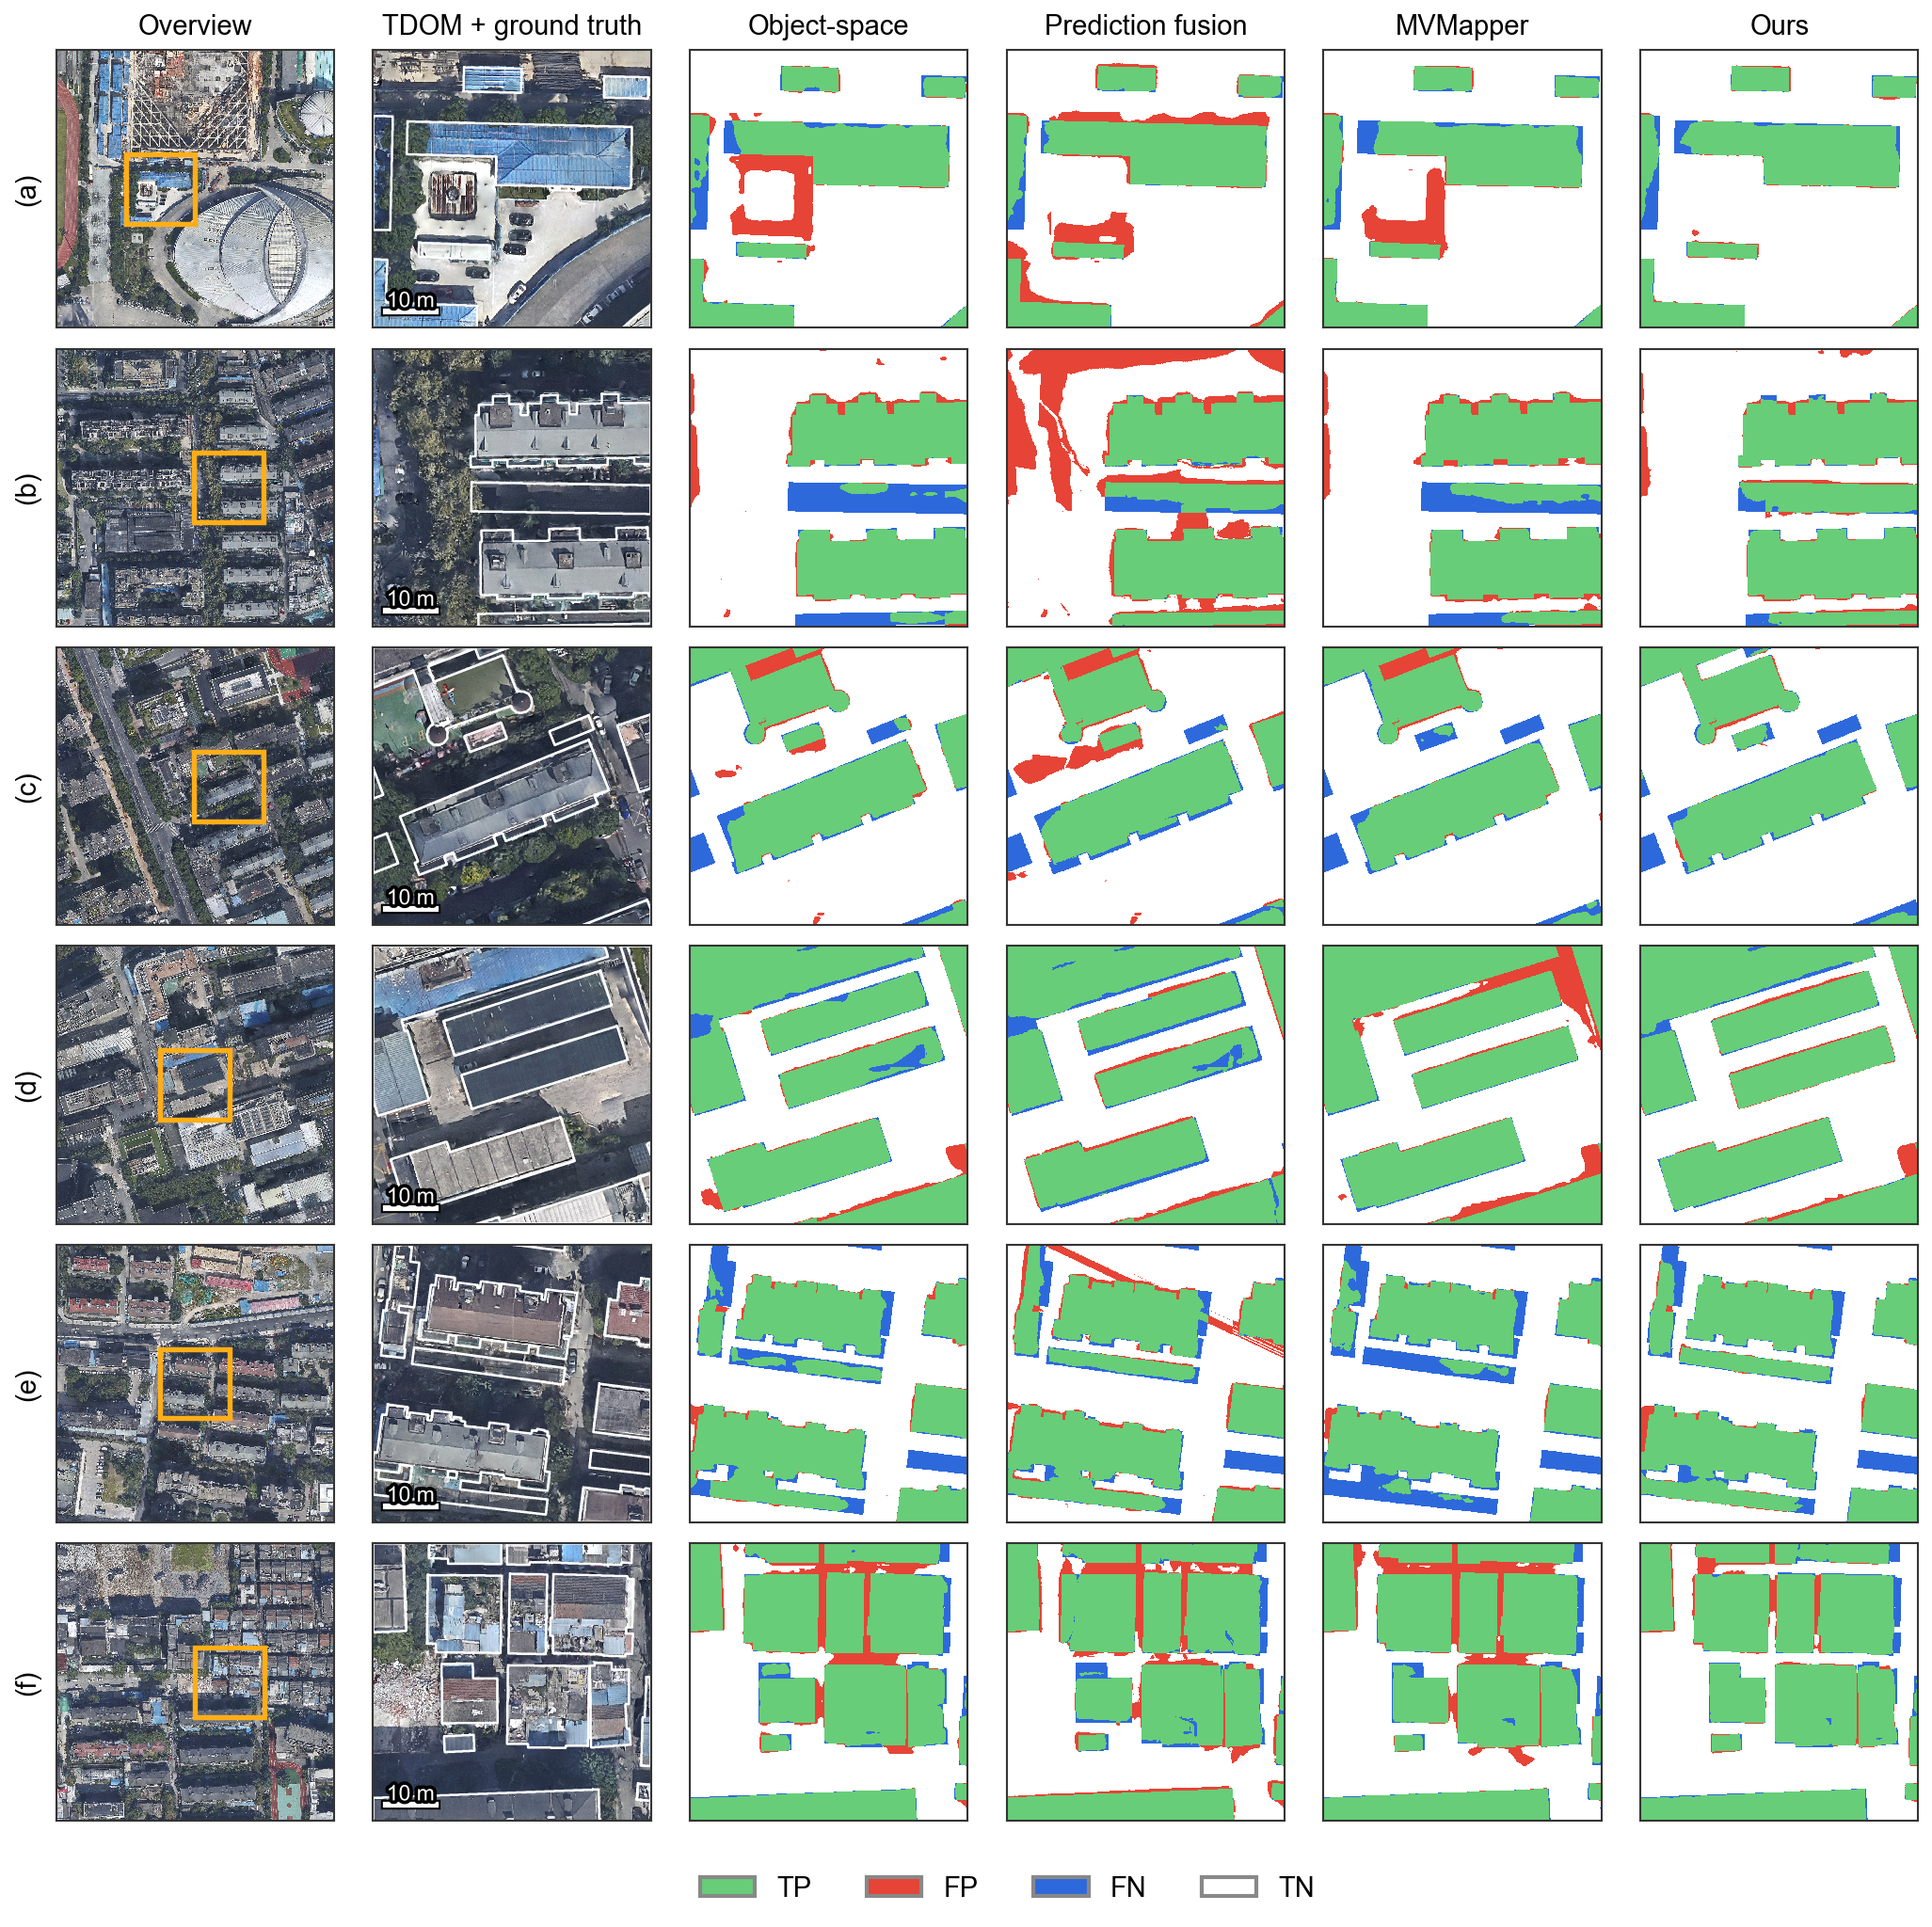 Overview TDOM + ground truth Object-space Prediction fusion MVMapper Ours
(a)
10 m
(b)
10 m
(c)
10 m
(d)
10 m
(e)
10 m
(f)
10 m
TP FP FN TN